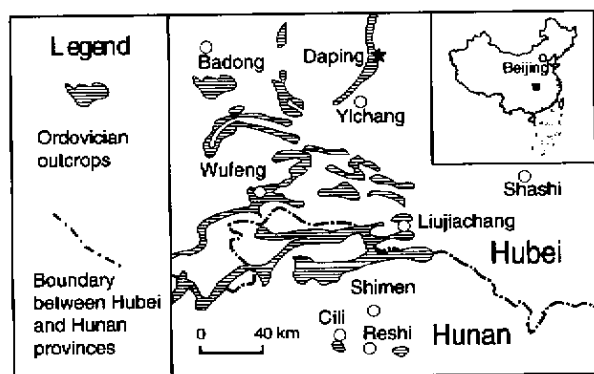 Legend
Ordovician
outcrops
Boundary
between Hubei
and Hunan
provinces
Badong
Daping
Beijing
Yichang
Wufeng
Shashi
Liujiachang
Hubei
Shimen
0 40 km
Cili
Reshi
Hunan